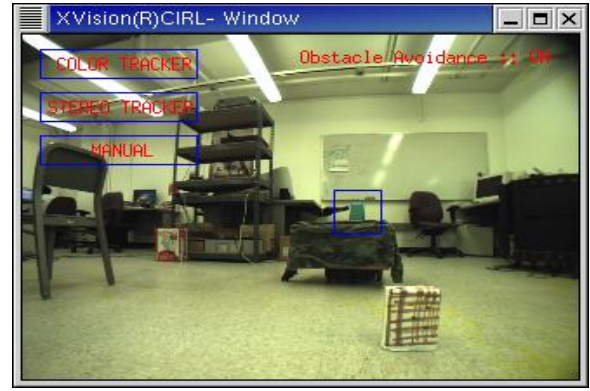 XVision(R)CIRL- Window
Obstacle Avoidance :: ON
COLOR TRACKER
STEREO TRACKER
MANUAL